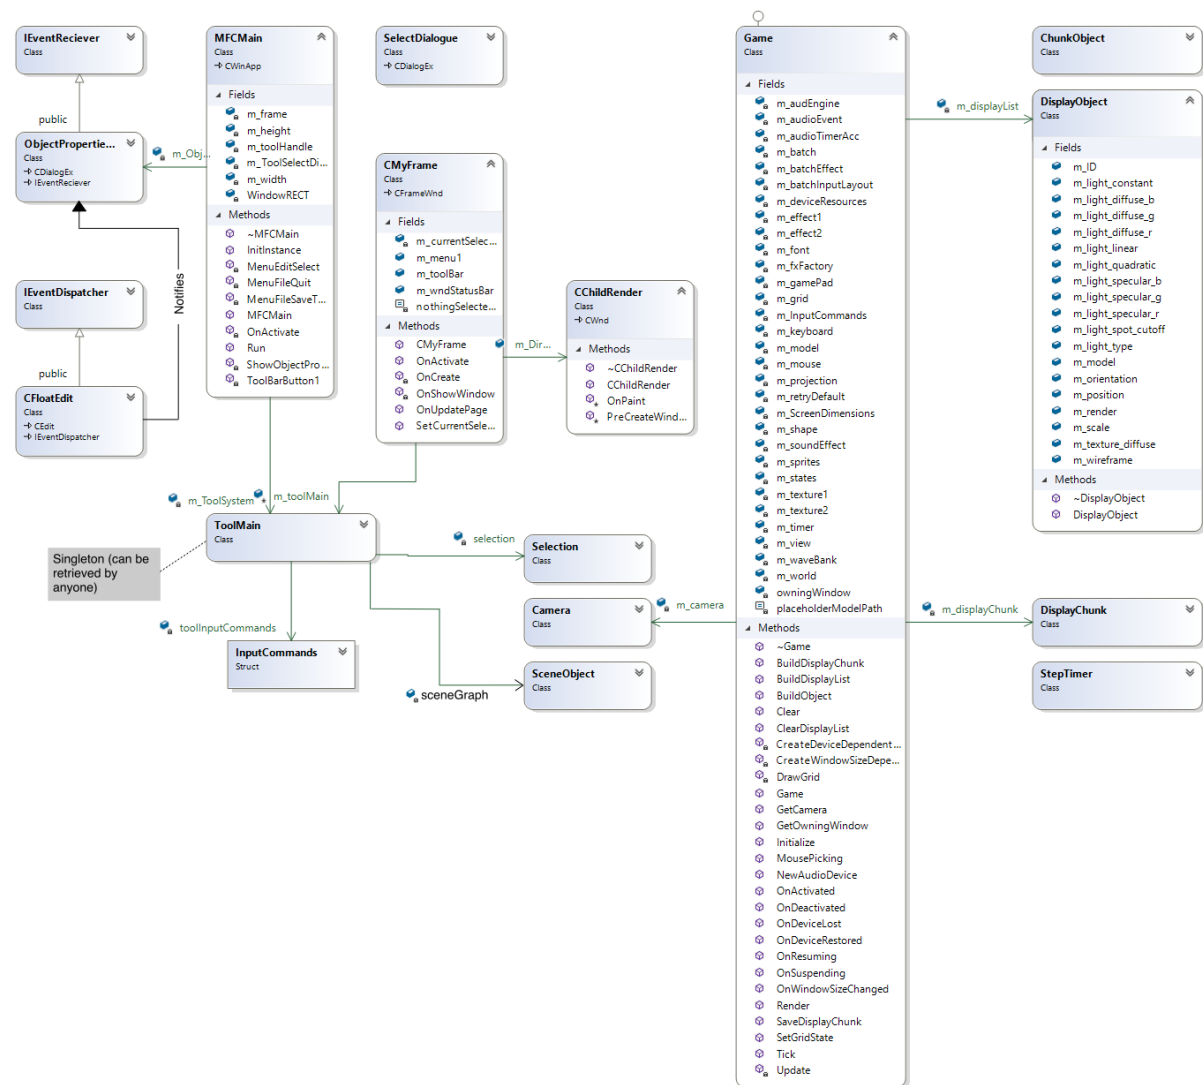 IEventReciever
Class
public
ObjectPropertie...
Class
CDialogEx
IEventReciever
IEventDispatcher
Class
public
CFloatEdit
Class
CEdit
IEventDispatcher
Notifies
m_Obj...
MFCMain
Class
CWinApp
Fields
m_frame
m_height
m_toolHandle
m_ToolSelectDi...
m_width
WindowRECT
Methods
~MFCMain
InitInstance
MenuEditSelect
MenuFileQuit
MenuFileSaveT...
MFCMain
OnActivate
Run
ShowObjectPro...
ToolBarButton1
SelectDialogue
Class
CDialogEx
CMyFrame
Class
CFrameWnd
Fields
m_currentSelec...
m_menu1
m_toolBar
m_wndStatusBar
nothingSelecte...
Methods
CMyFrame
OnActivate
OnCreate
OnShowWindow
OnUpdatePage
SetCurrentSele...
m_Dir...
CChildRender
Class
CWnd
Methods
~CChildRender
CChildRender
OnPaint
PreCreateWind...
m_ToolSystem
m_toolMain
ToolMain
Class
Singleton (can be
retrieved by
anyone)
selection
Selection
Class
toolInputCommands
InputCommands
Struct
m_camera
Camera
Class
sceneGraph
SceneObject
Class
Game
Class
Fields
m_audEngine
m_audioEvent
m_audioTimerAcc
m_batch
m_batchEffect
m_batchInputLayout
m_deviceResources
m_effect1
m_effect2
m_font
m_fxFactory
m_gamePad
m_grid
m_InputCommands
m_keyboard
m_model
m_mouse
m_projection
m_retryDefault
m_ScreenDimensions
m_shape
m_soundEffect
m_sprites
m_states
m_texture1
m_texture2
m_timer
m_view
m_waveBank
m_world
owningWindow
placeholderModelPath
Methods
~Game
BuildDisplayChunk
BuildDisplayList
BuildObject
Clear
ClearDisplayList
CreateDeviceDependent...
CreateWindowSizeDepe...
DrawGrid
Game
GetCamera
GetOwningWindow
Initialize
MousePicking
NewAudioDevice
OnActivated
OnDeactivated
OnDeviceLost
OnDeviceRestored
OnResuming
OnSuspending
OnWindowSizeChanged
Render
SaveDisplayChunk
SetGridState
Tick
Update
m_displayList
ChunkObject
Class
DisplayObject
Class
Fields
m_ID
m_light_constant
m_light_diffuse_b
m_light_diffuse_g
m_light_diffuse_r
m_light_linear
m_light_quadratic
m_light_specular_b
m_light_specular_g
m_light_specular_r
m_light_spot_cutoff
m_light_type
m_model
m_orientation
m_position
m_render
m_scale
m_texture_diffuse
m_wireframe
Methods
~DisplayObject
DisplayObject
m_displayChunk
DisplayChunk
Class
StepTimer
Class